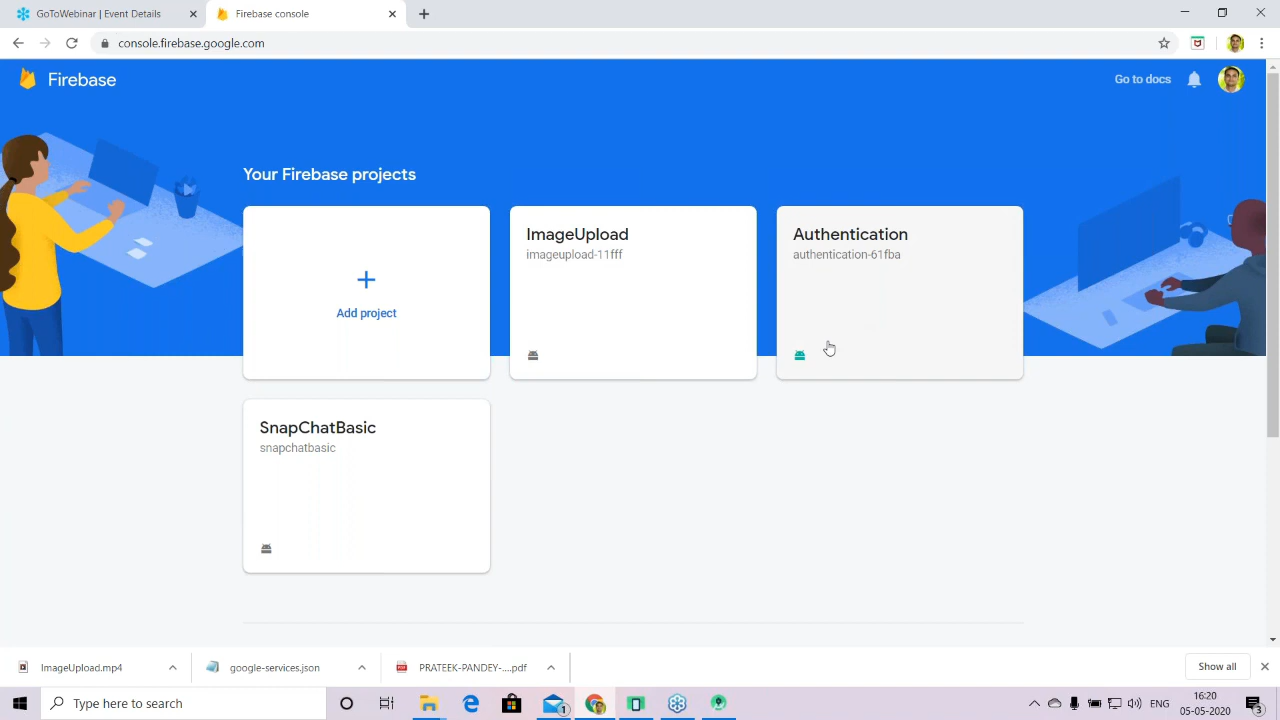 GoToWebinar | Event Details
Firebase console
console.firebase.google.com
Firebase
Go to docs
Your Firebase projects
Add project
ImageUpload
imageupload-11fff
Authentication
authentication-61fba
SnapChatBasic
snapchatbasic
ImageUpload.mp4
google-services.json
PRATEEK-PANDEY-....pdf
Show all
Type here to search
1
ENG
16:20
05-05-2020
3